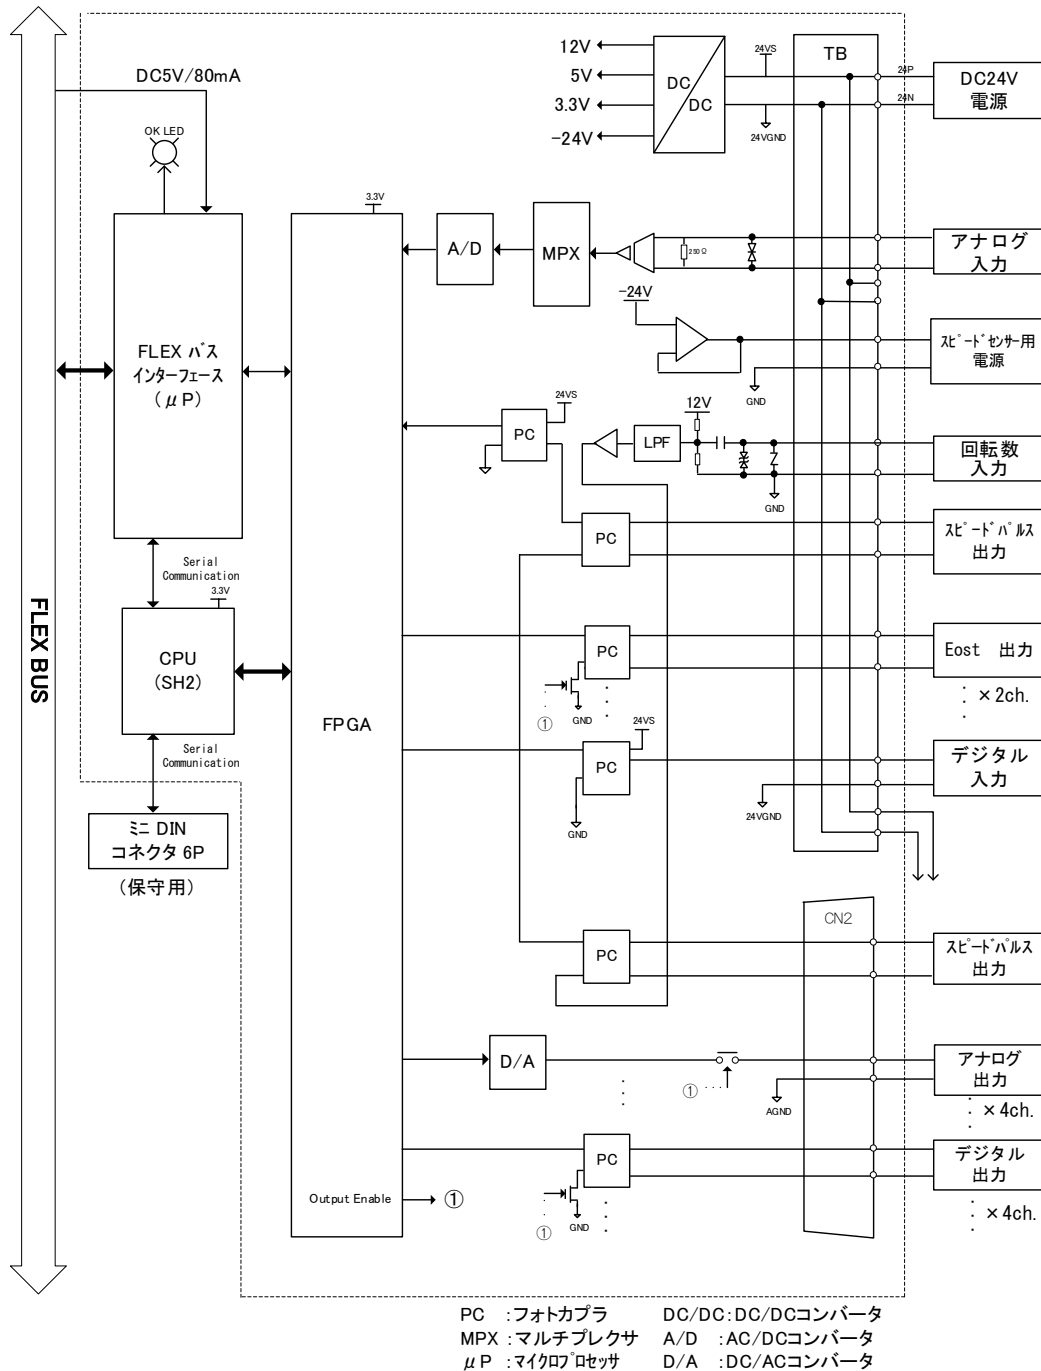 DC5V/80mA
OK LED
12V
5V
3.3V
-24V
DC
DC
24VS
24VGND
TB
24P
24N
DC24V
電源
3.3V
A/D
MPX
250Ω
アナログ
入力
-24V
GND
スピードセンサー用
電源
FLEX バス
インターフェース
(μP)
24VS
PC
12V
LPF
GND
回転数
入力
PC
スピードパルス
出力
Serial
Communication
3.3V
FLEX BUS
CPU
(SH2)
FPGA
PC
①
GND
Eost 出力
×2ch.
24VS
PC
GND
24VGND
デジタル
入力
Serial
Communication
ミニ DIN
コネクタ 6P
(保守用)
CN2
PC
スピードパルス
出力
D/A
①
AGND
アナログ
出力
×4ch.
PC
①
GND
デジタル
出力
×4ch.
Output Enable
①
PC :フォトカプラ DC/DC:DC/DCコンバータ
MPX :マルチプレクサ A/D :AC/DCコンバータ
μP :マイクロプロセッサ D/A :DC/ACコンバータ